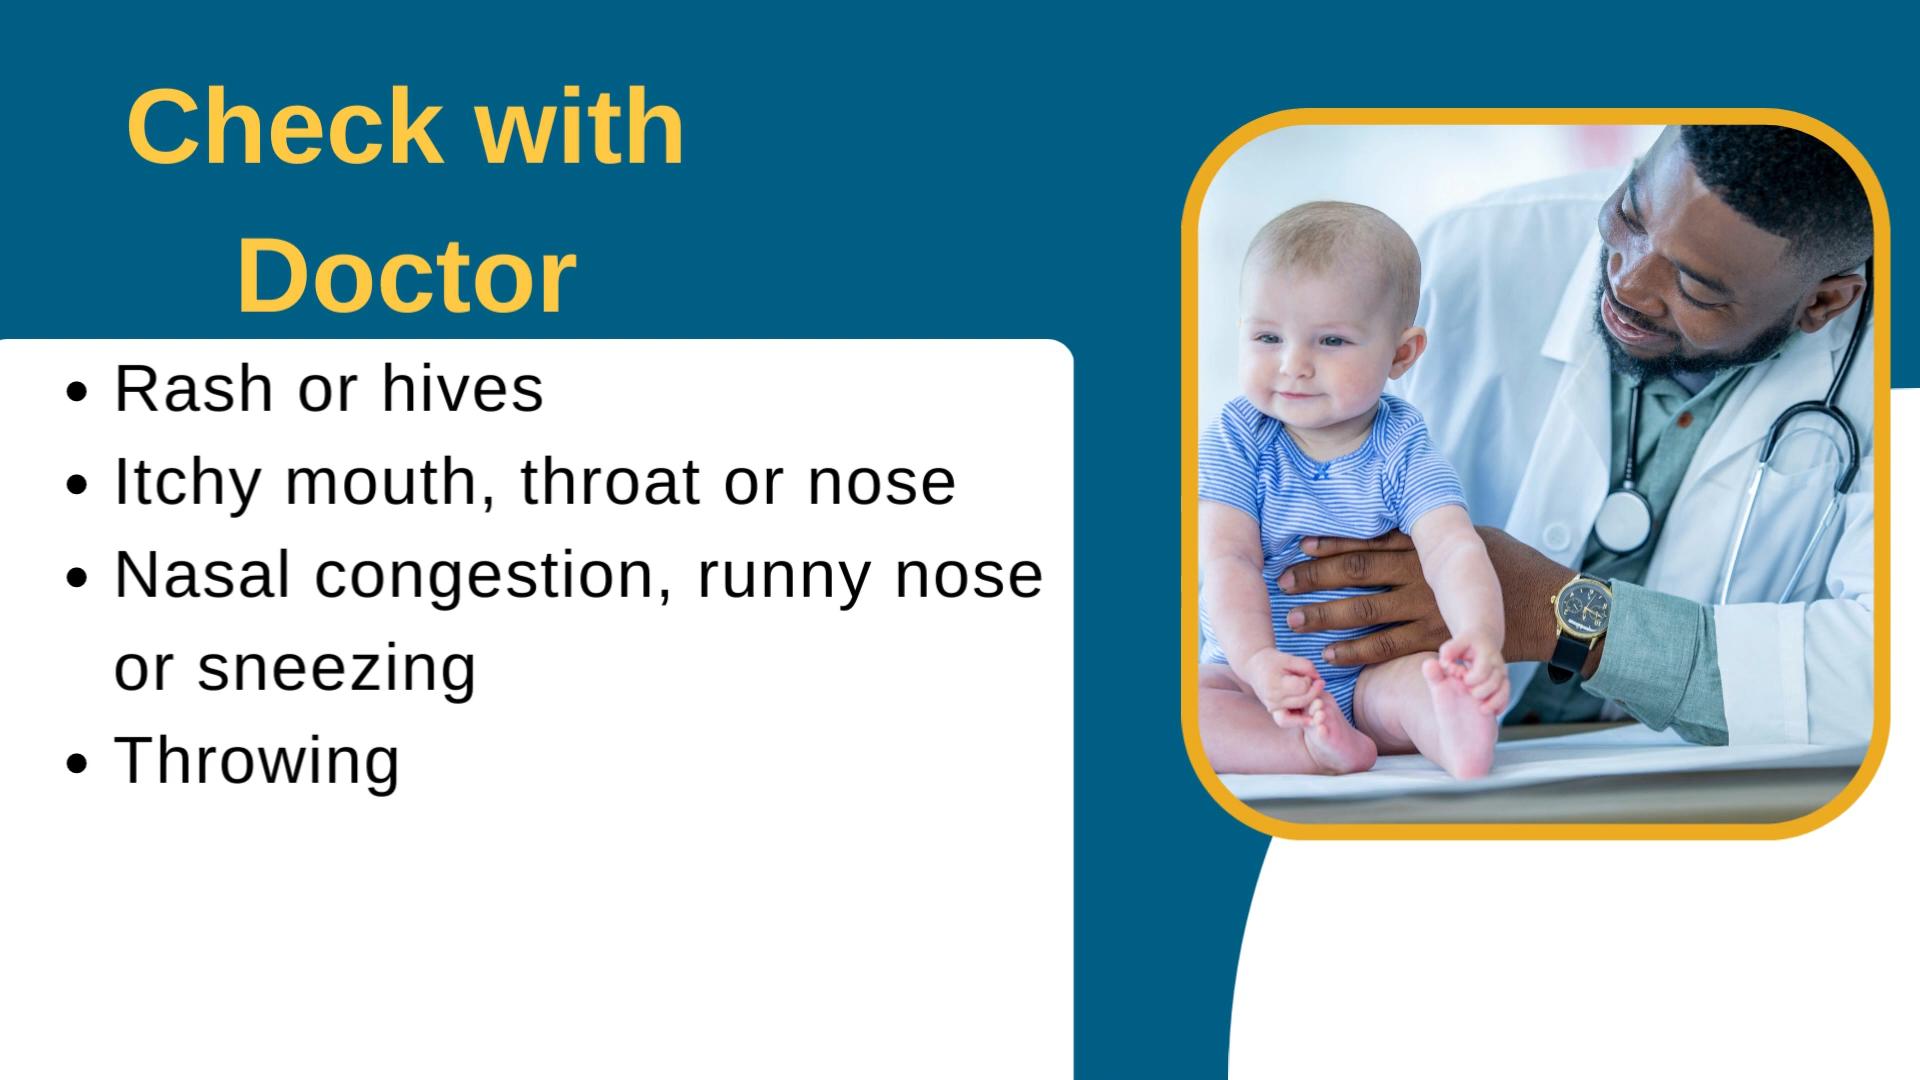 Check with
Doctor
• Rash or hives
• Itchy mouth, throat or nose
• Nasal congestion, runny nose
or sneezing
• Throwing